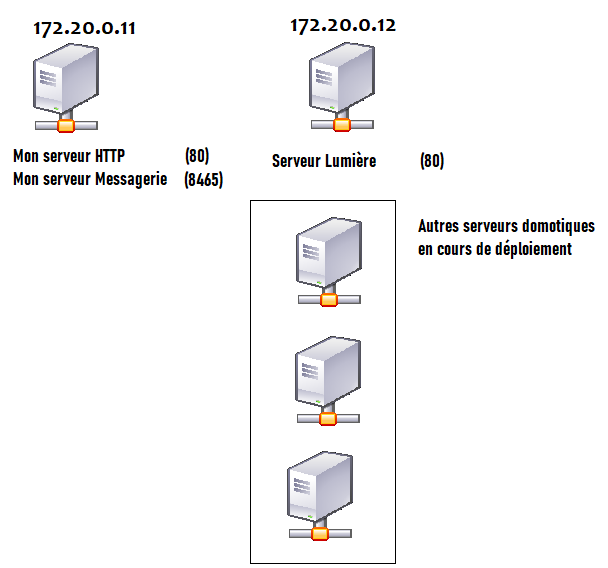 172.20.0.11
172.20.0.12
Mon serveur HTTP (80)
Mon serveur Messagerie (8465)
Serveur Lumière (80)
Autres serveurs domotiques
en cours de déploiement